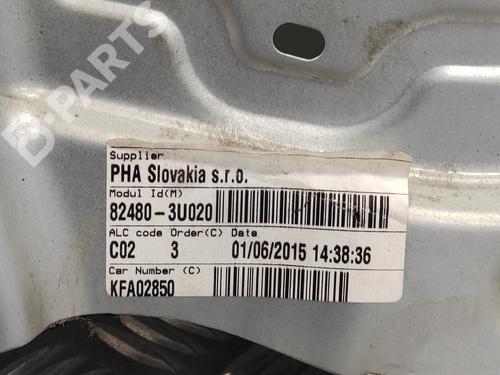 B-PARTS
Supplier
PHA Slovakia s.r.o.
Modul Id(M)
82480-3U020
ALC code Order(C) Date
C02 3 01/06/2015 14:38:36
Car Number (C)
KFA02850